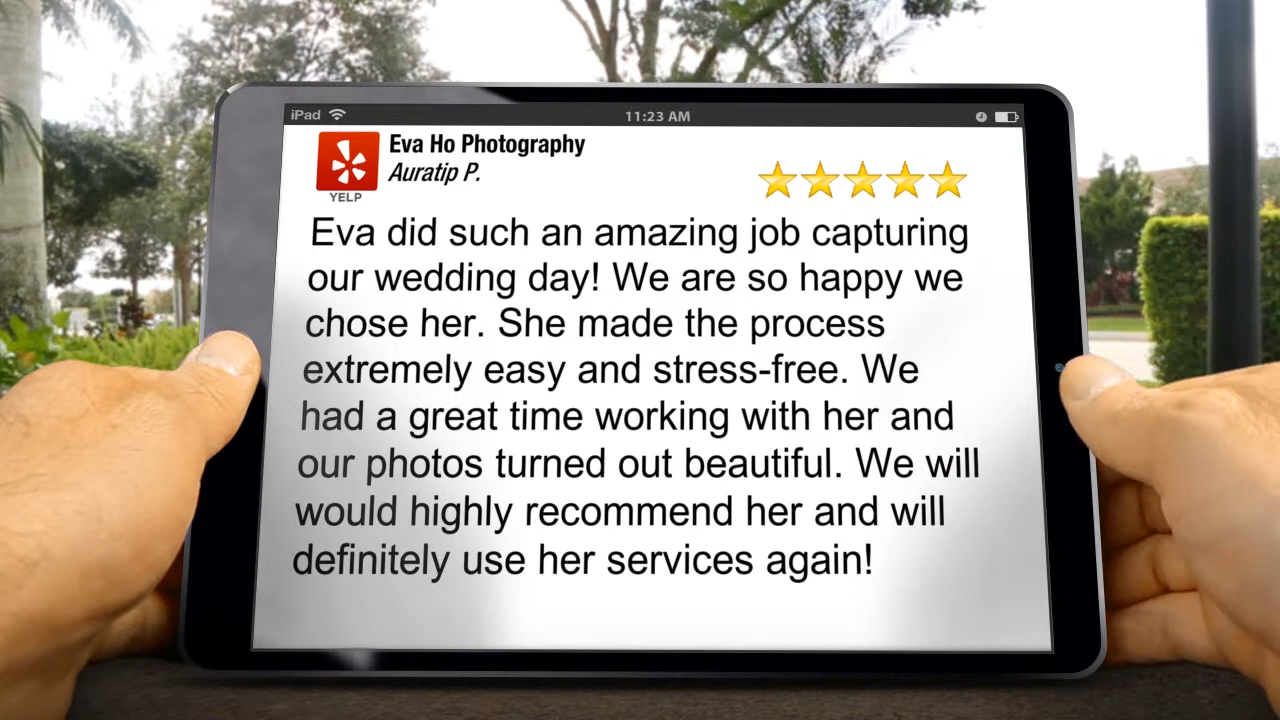 iPad 11:23 AM
Eva Ho Photography
Auratip P.
YELP
Eva did such an amazing job capturing
our wedding day! We are so happy we
chose her. She made the process
extremely easy and stress-free. We
had a great time working with her and
our photos turned out beautiful. We will
would highly recommend her and will
definitely use her services again!